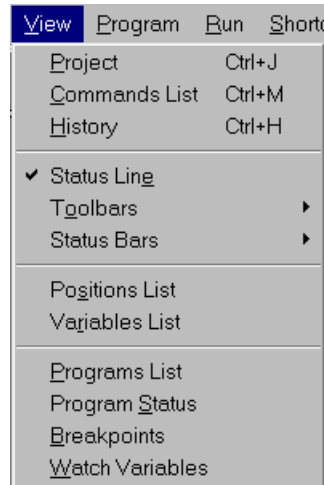 View Program Run Shortc
Project Ctrl+J
Commands List Ctrl+M
History Ctrl+H
Status Line
Toolbars
Status Bars
Positions List
Variables List
Programs List
Program Status
Breakpoints
Watch Variables